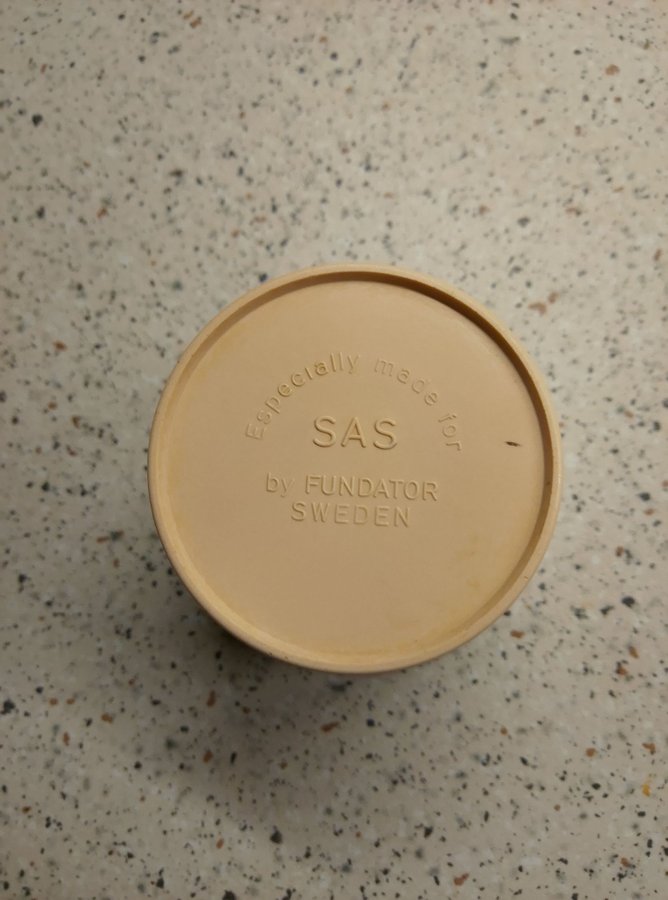 Especially made for
SAS
by FUNDATOR
SWEDEN